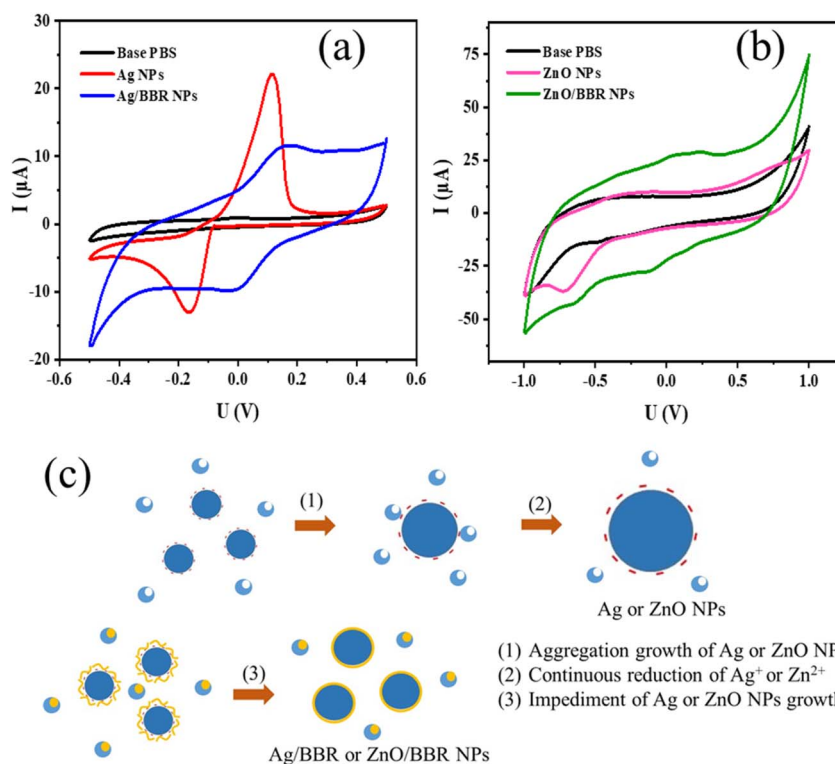 (a)
Base PBS
Ag NPs
Ag/BBR NPs
I (μA)
30
20
10
0
-10
-20
-0.6
-0.4
-0.2
0.0
0.2
0.4
0.6
U (V)
(b)
Base PBS
ZnO NPs
ZnO/BBR NPs
I (μA)
75
50
25
0
-25
-50
-1.0
-0.5
0.0
0.5
1.0
U (V)
(c)
(1)
(2)
Ag or ZnO NPs
(3)
Ag/BBR or ZnO/BBR NPs
(1) Aggregation growth of Ag or ZnO NP
(2) Continuous reduction of Ag⁺ or Zn²⁺
(3) Impediment of Ag or ZnO NPs growth